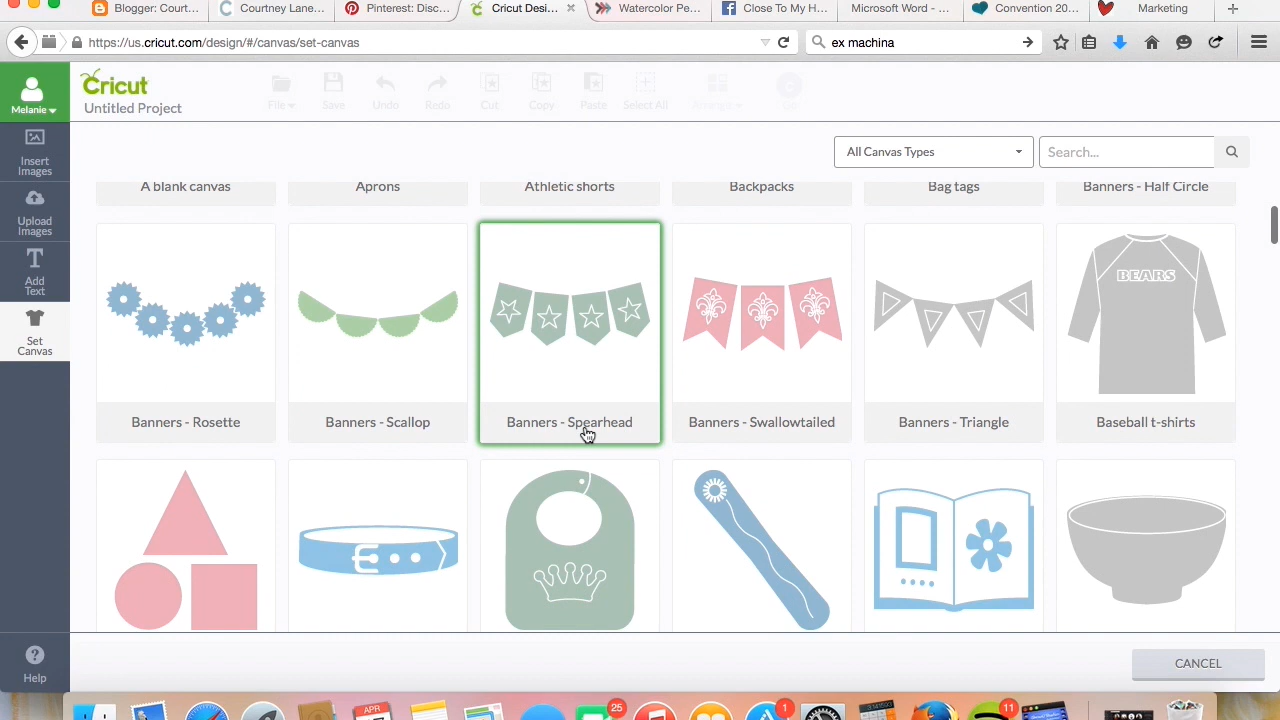 Blogger: Court...
Courtney Lane...
Pinterest: Disc...
Cricut Desi...
Watercolor Pe...
Close To My H...
Microsoft Word - ...
Convention 20...
Marketing
https://us.cricut.com/design/#/canvas/set-canvas
ex machina
Melanie
Cricut
Untitled Project
File
Save
Undo
Redo
Cut
Copy
Paste
Select All
Arrange
Insert
Images
Upload
Images
Add
Text
Set
Canvas
Help
All Canvas Types
Search...
A blank canvas
Aprons
Athletic shorts
Backpacks
Bag tags
Banners - Half Circle
BEARS
Banners - Rosette
Banners - Scallop
Banners - Spearhead
Banners - Swallowtailed
Banners - Triangle
Baseball t-shirts
CANCEL
APR
25
1
11